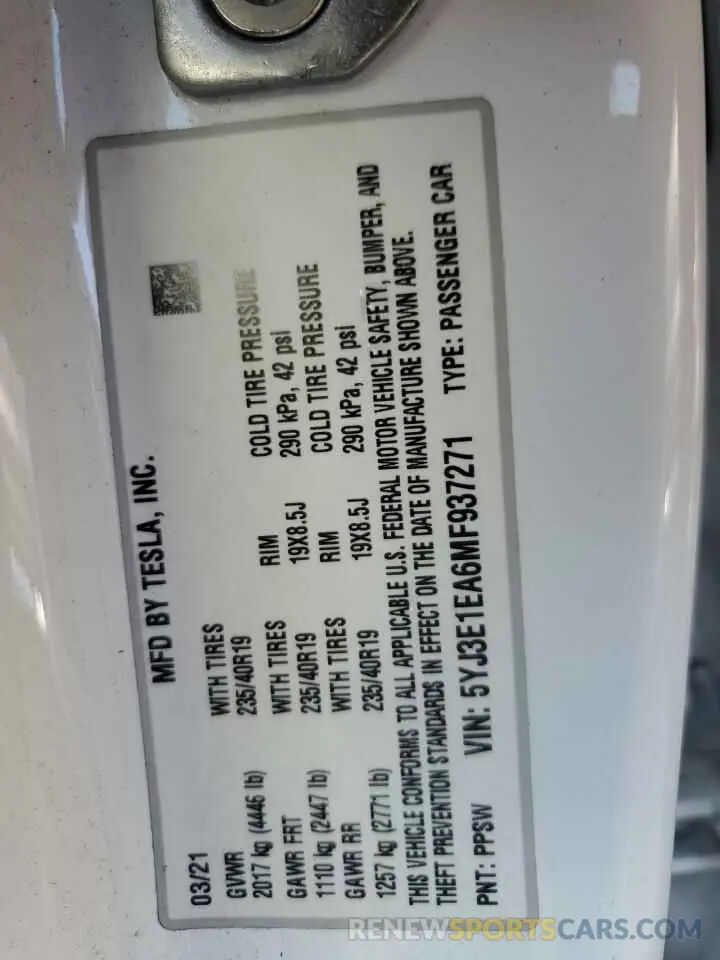 MFD BY TESLA, INC.
03/21
GVWR WITH TIRES RIM COLD TIRE PRESSURE
2017 kg (4446 lb) 235/40R19 19X8.5J 290 kPa, 42 psi
GAWR FRT WITH TIRES RIM COLD TIRE PRESSURE
1110 kg (2447 lb) 235/40R19 19X8.5J 290 kPa, 42 psi
GAWR RR WITH TIRES
1257 kg (2771 lb) 235/40R19
THIS VEHICLE CONFORMS TO ALL APPLICABLE U.S. FEDERAL MOTOR VEHICLE SAFETY, BUMPER, AND
THEFT PREVENTION STANDARDS IN EFFECT ON THE DATE OF MANUFACTURE SHOWN ABOVE.
PNT: PPSW VIN: 5YJ3E1EA6MF937271 TYPE: PASSENGER CAR
RENEWSPORTSCARS.COM